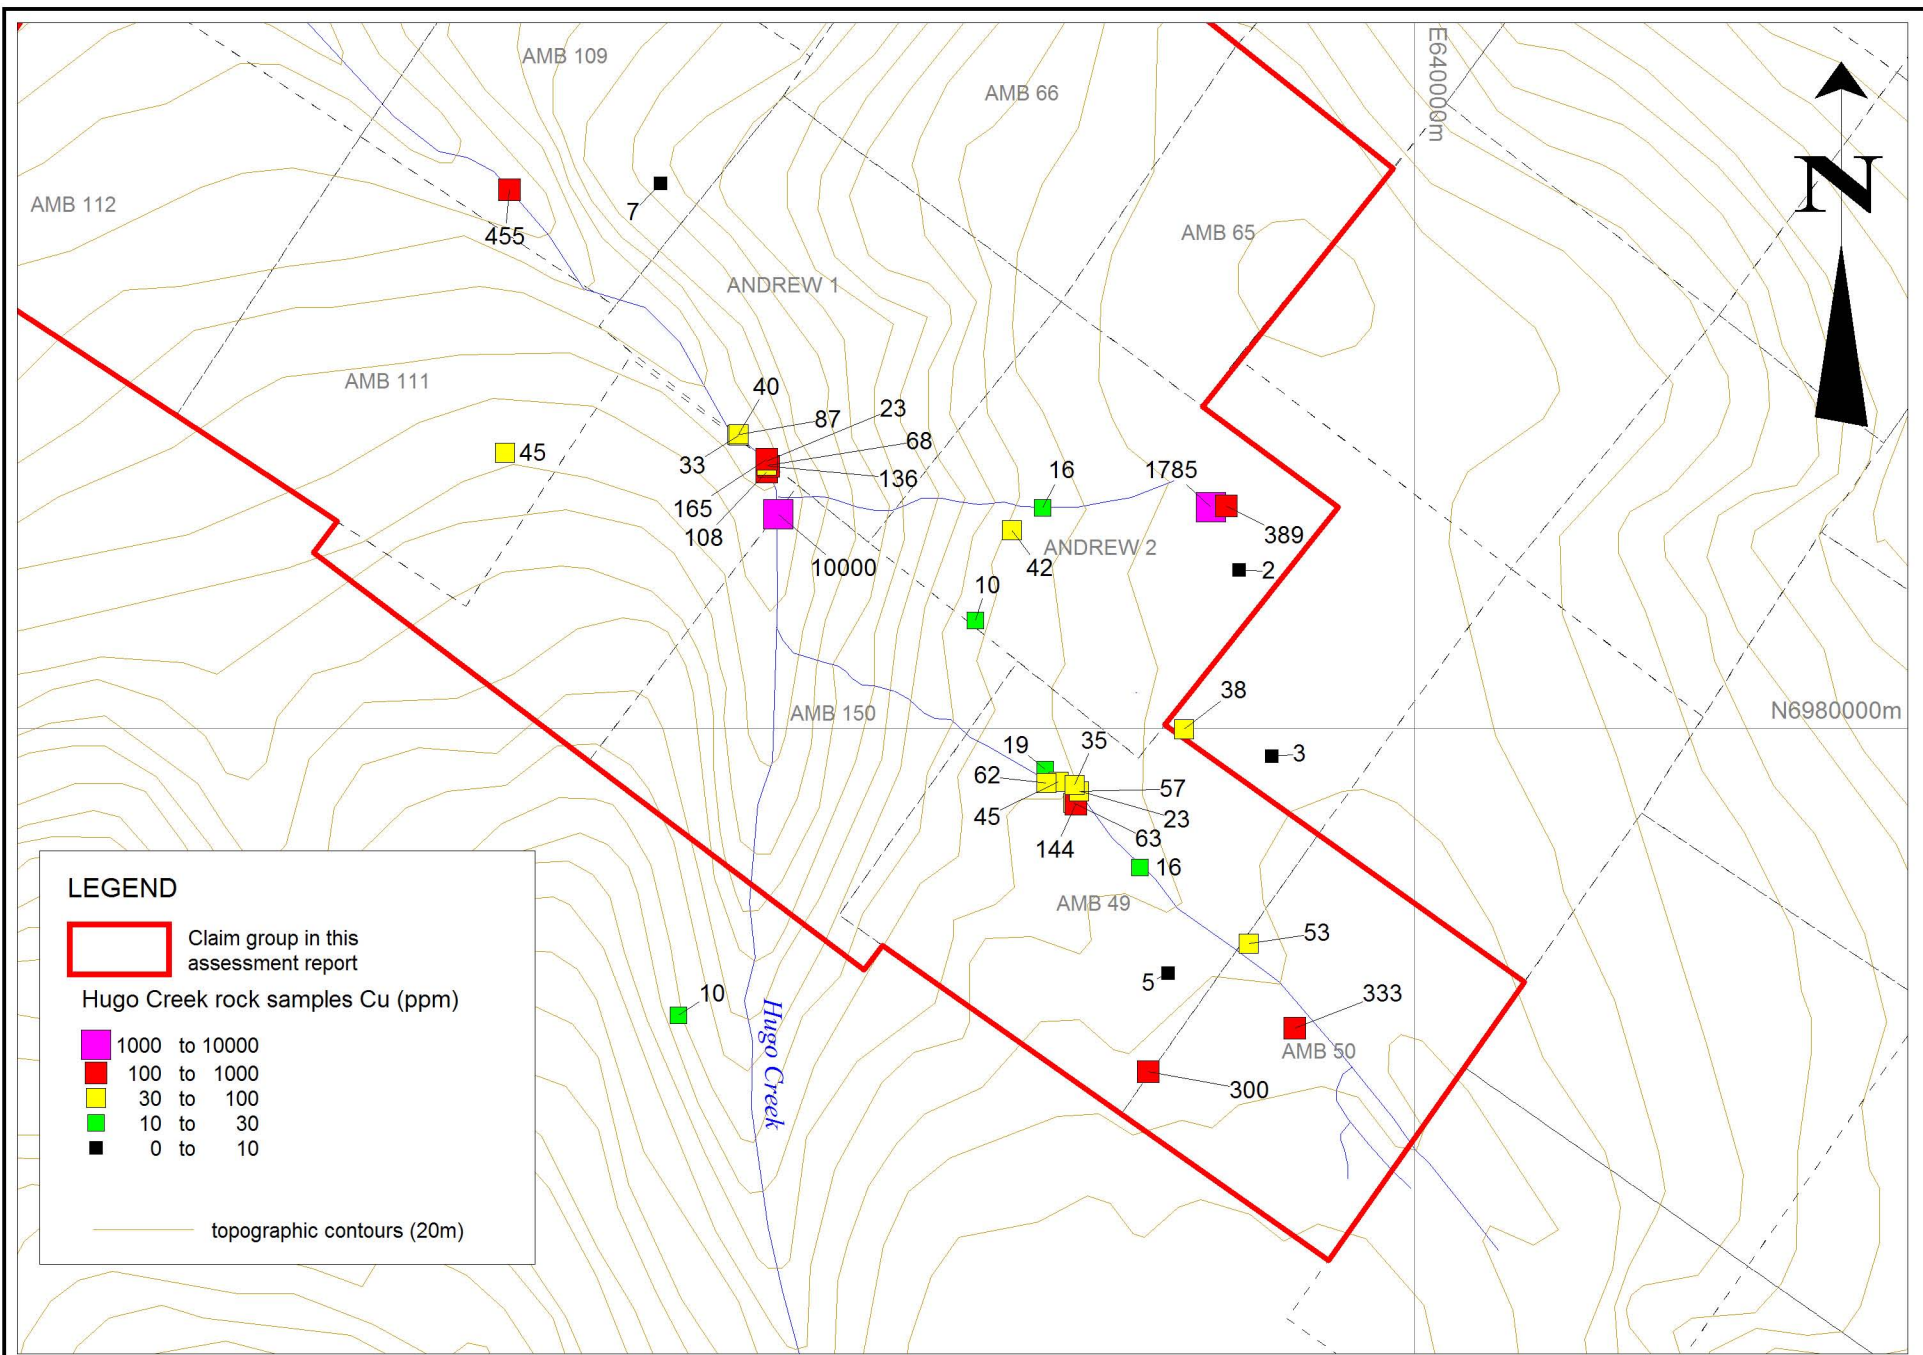 AMB 109
AMB 66
E640000m
N
AMB 112
7
455
AMB 65
ANDREW 1
AMB 111
40
87
23
68
136
45
33
165
108
10000
16
1785
389
42
ANDREW 2
2
10
38
N6980000m
AMB 150
3
19
35
62
57
45
23
63
144
16
AMB 49
53
5
333
AMB 50
300
10
Hugo Creek
LEGEND
Claim group in this
assessment report
Hugo Creek rock samples Cu (ppm)
1000 to 10000
100 to 1000
30 to 100
10 to 30
0 to 10
topographic contours (20m)